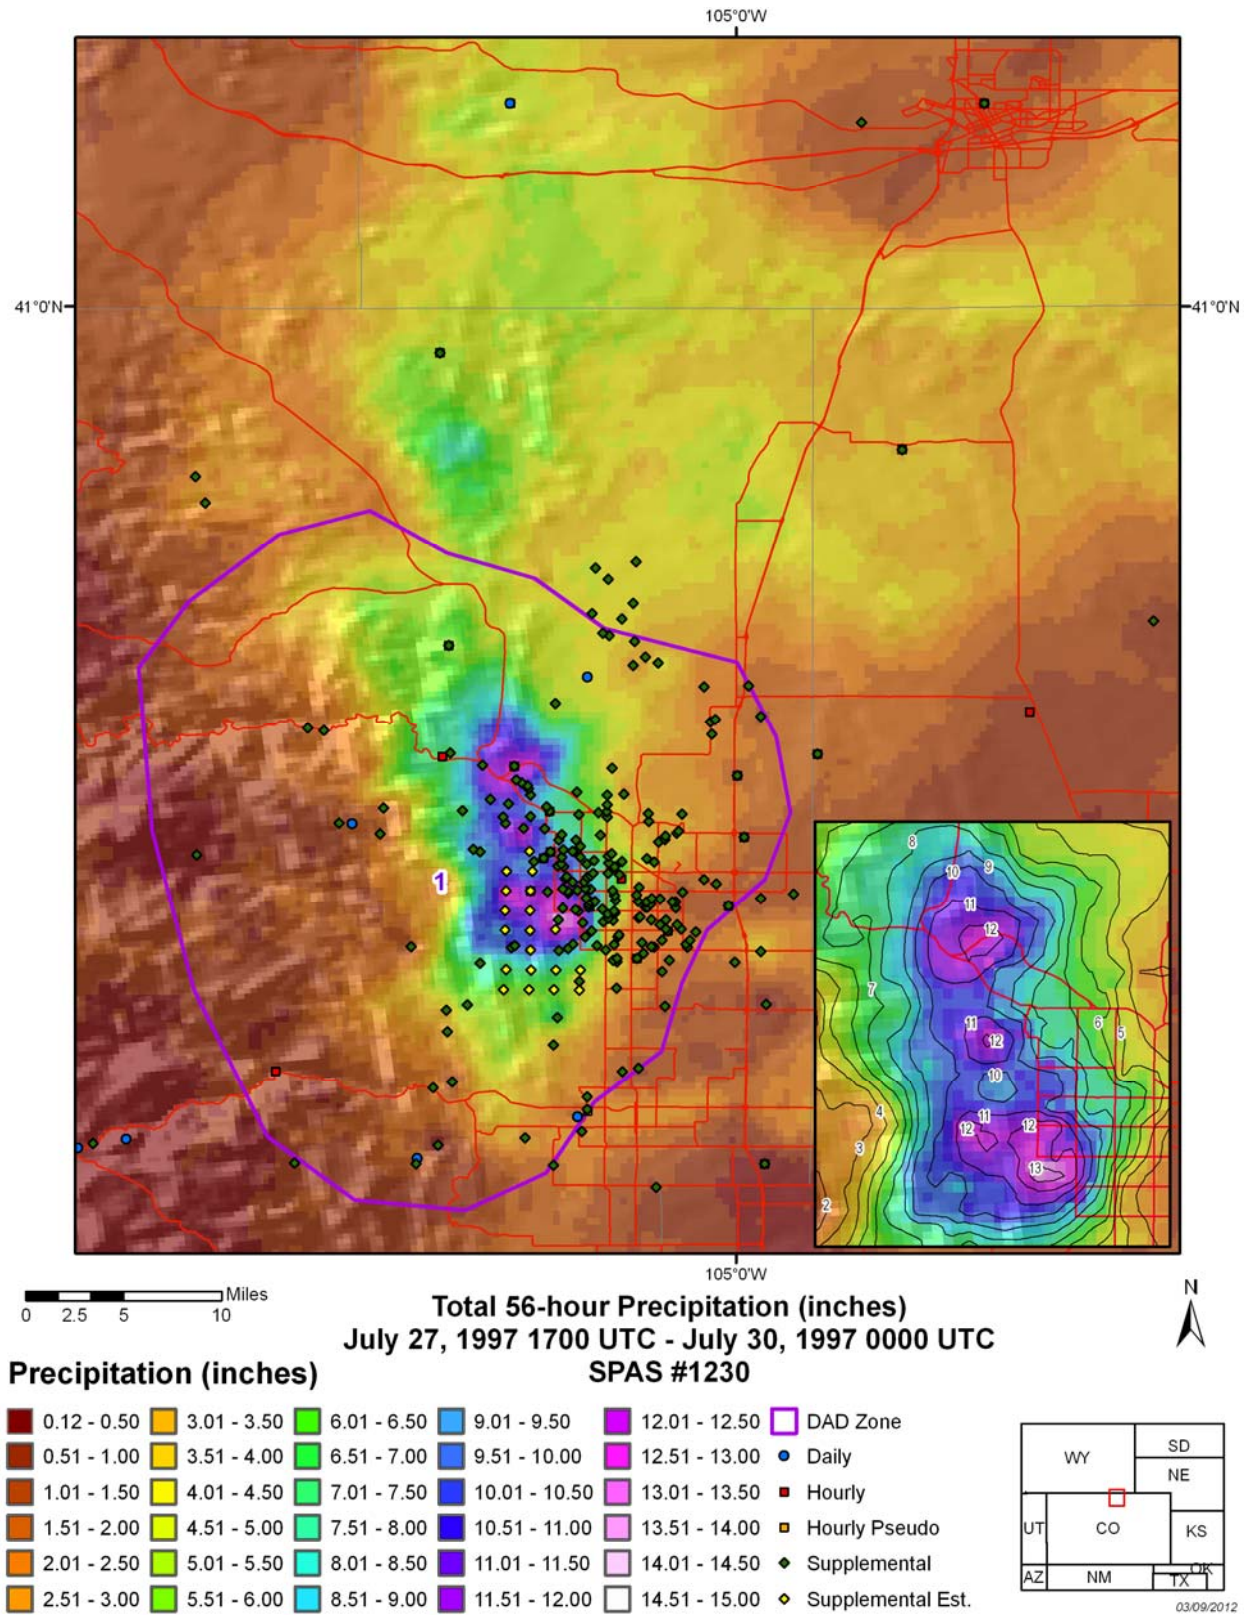 105°0'W
41°0'N
41°0'N
1
8
9
10
11
12
7
11
12
6
5
10
4
11
12
12
3
13
2
105°0'W
Miles
0 2.5 5 10
N
Total 56-hour Precipitation (inches)
July 27, 1997 1700 UTC - July 30, 1997 0000 UTC
SPAS #1230
Precipitation (inches)
0.12 - 0.50 3.01 - 3.50 6.01 - 6.50 9.01 - 9.50 12.01 - 12.50 DAD Zone
0.51 - 1.00 3.51 - 4.00 6.51 - 7.00 9.51 - 10.00 12.51 - 13.00 Daily
1.01 - 1.50 4.01 - 4.50 7.01 - 7.50 10.01 - 10.50 13.01 - 13.50 Hourly
1.51 - 2.00 4.51 - 5.00 7.51 - 8.00 10.51 - 11.00 13.51 - 14.00 Hourly Pseudo
2.01 - 2.50 5.01 - 5.50 8.01 - 8.50 11.01 - 11.50 14.01 - 14.50 Supplemental
2.51 - 3.00 5.51 - 6.00 8.51 - 9.00 11.51 - 12.00 14.51 - 15.00 Supplemental Est.
WY SD
NE
UT CO KS
OK
AZ NM TX
03/09/2012